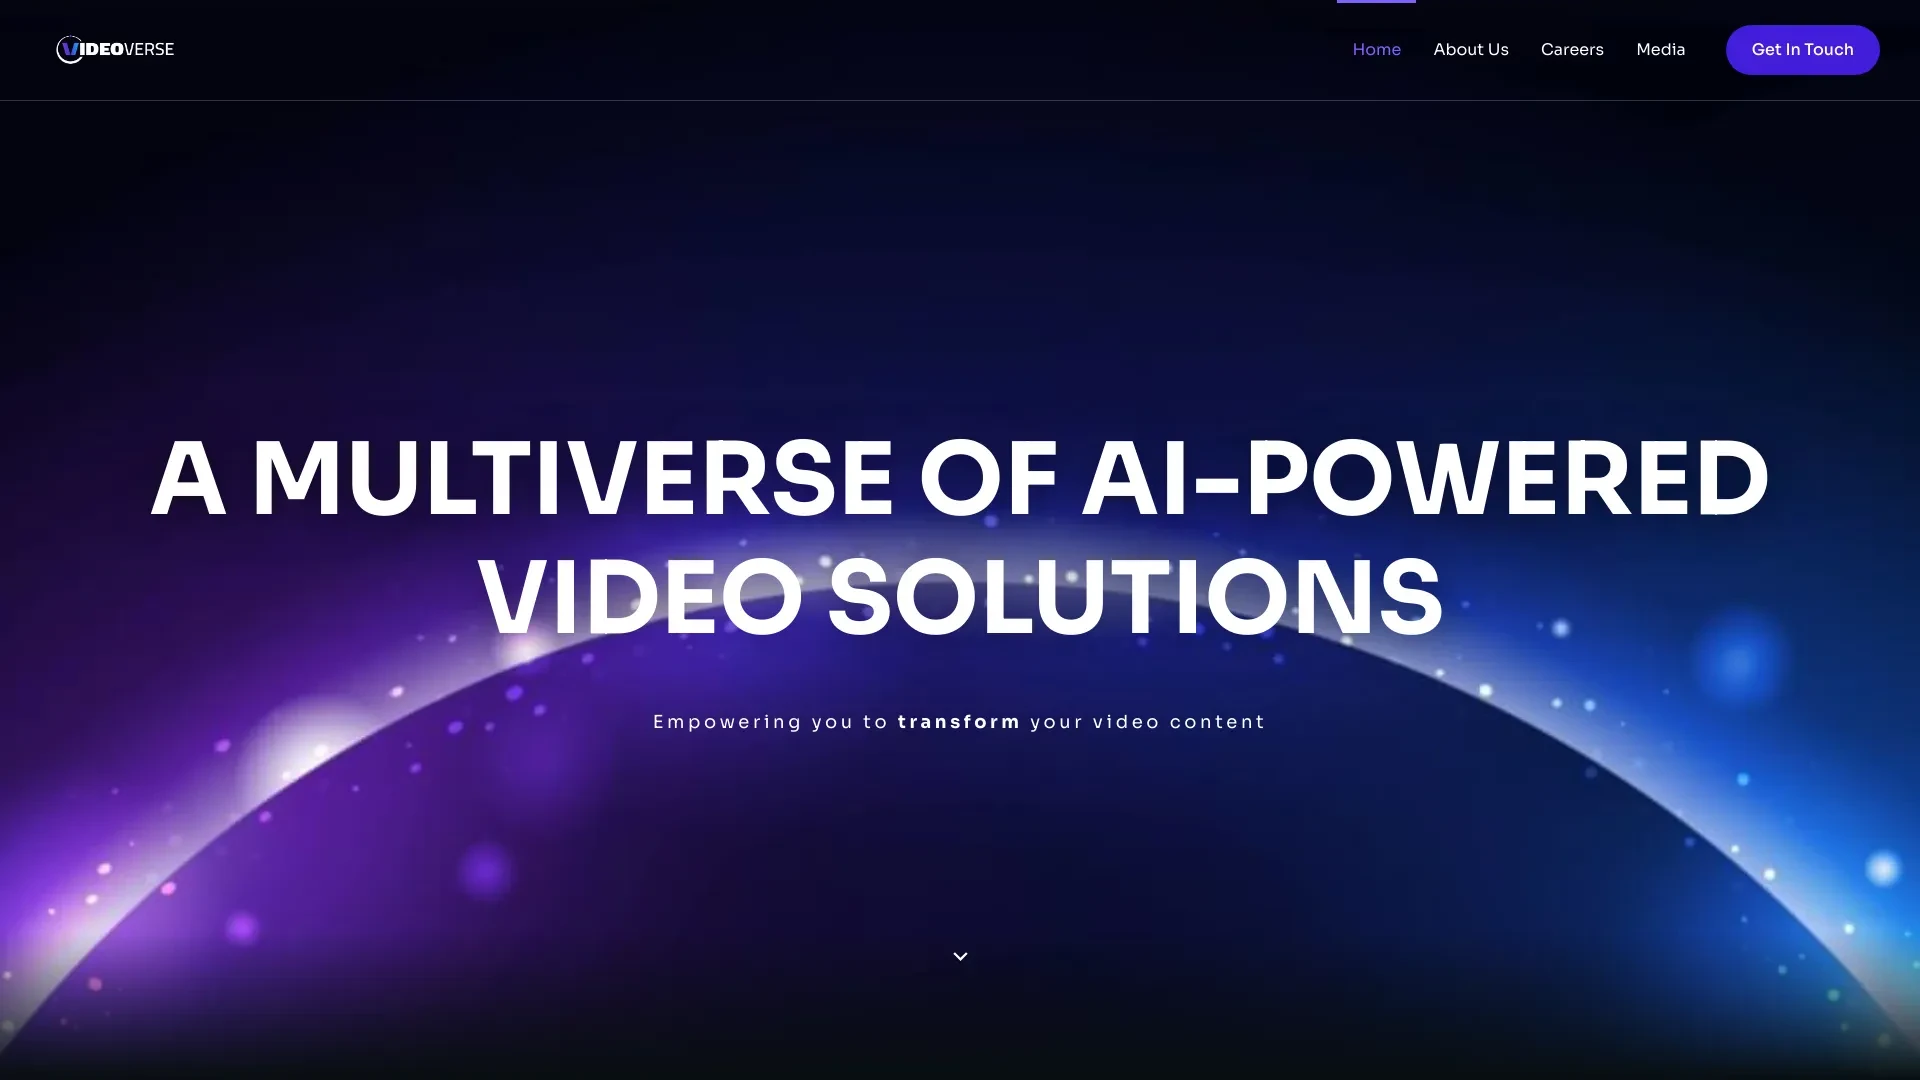 VIDEOVERSE
Home
About Us
Careers
Media
Get In Touch
A MULTIVERSE OF AI-POWERED
VIDEO SOLUTIONS
Empowering you to transform your video content